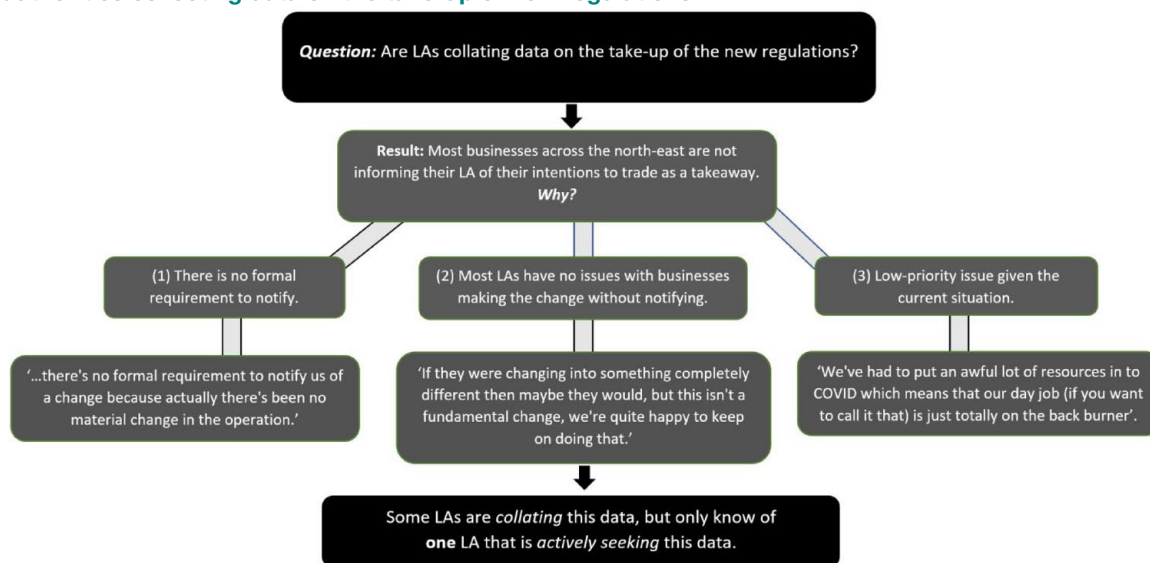 Question: Are LAs collating data on the take-up of the new regulations?
Result: Most businesses across the north-east are not
informing their LA of their intentions to trade as a takeaway.
Why?
(1) There is no formal
requirement to notify.
(2) Most LAs have no issues with businesses
making the change without notifying.
(3) Low-priority issue given the
current situation.
‘...there's no formal requirement to notify us of
a change because actually there's been no
material change in the operation.’
‘If they were changing into something completely
different then maybe they would, but this isn't a
fundamental change, we're quite happy to keep
on doing that.’
‘We've had to put an awful lot of resources in to
COVID which means that our day job (if you want
to call it that) is just totally on the back burner’.
Some LAs are collating this data, but only know of
one LA that is actively seeking this data.